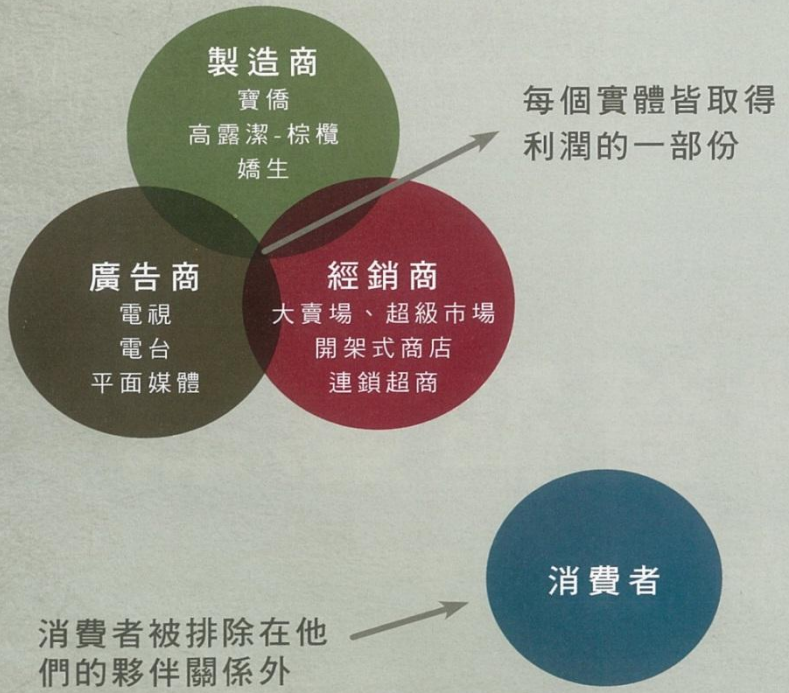 製造商
寶僑
高露潔-棕欖
嬌生
每個實體皆取得
利潤的一部份
廣告商
電視
電台
平面媒體
經銷商
大賣場、超級市場
開架式商店
連鎖超商
消費者
消費者被排除在他
們的夥伴關係外